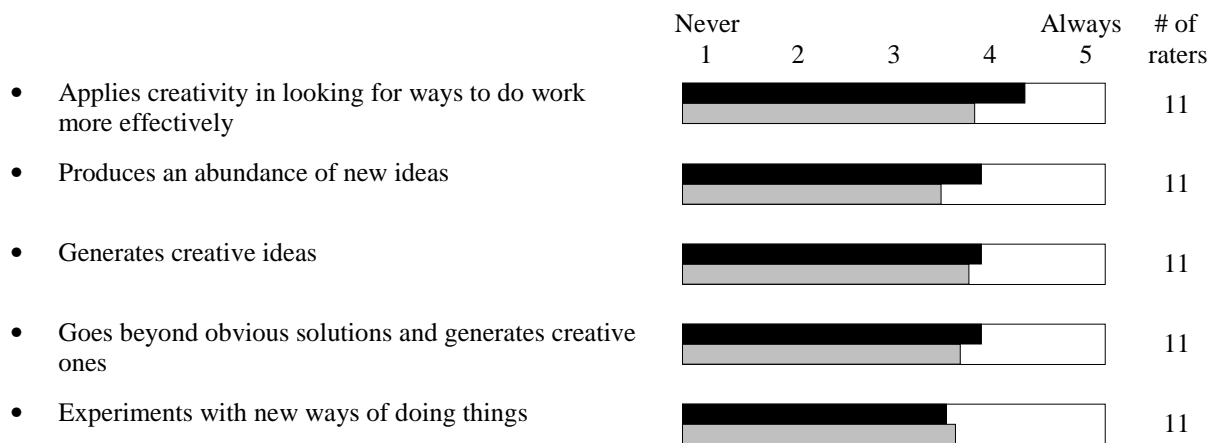 Never Always # of
1 2 3 4 5 raters
• Applies creativity in looking for ways to do work 11
more effectively
• Produces an abundance of new ideas 11
• Generates creative ideas 11
• Goes beyond obvious solutions and generates creative 11
ones
• Experiments with new ways of doing things 11